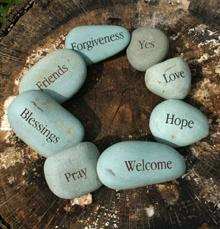 Forgiveness
Yes
Love
Hope
Welcome
Pray
Blessings
Friends